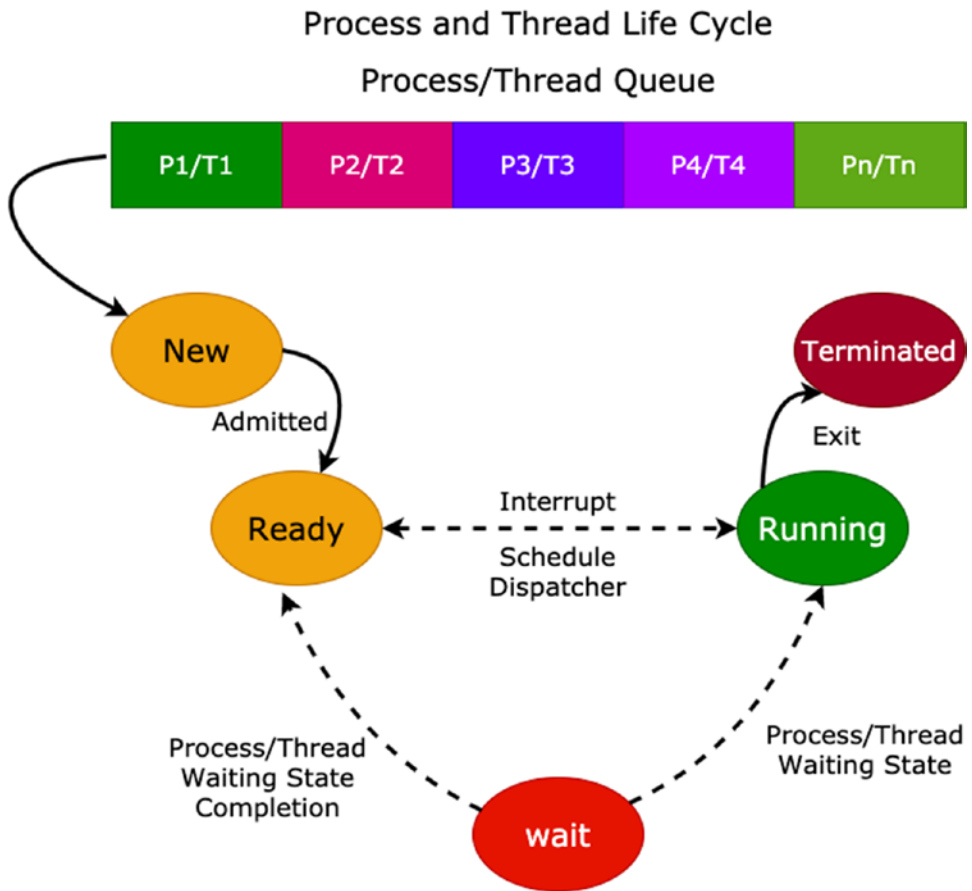 Process and Thread Life Cycle
Process/Thread Queue
P1/T1
P2/T2
P3/T3
P4/T4
Pn/Tn
New
Terminated
Admitted
Exit
Ready
Interrupt
Schedule
Dispatcher
Running
Process/Thread
Waiting State
Completion
Process/Thread
Waiting State
wait